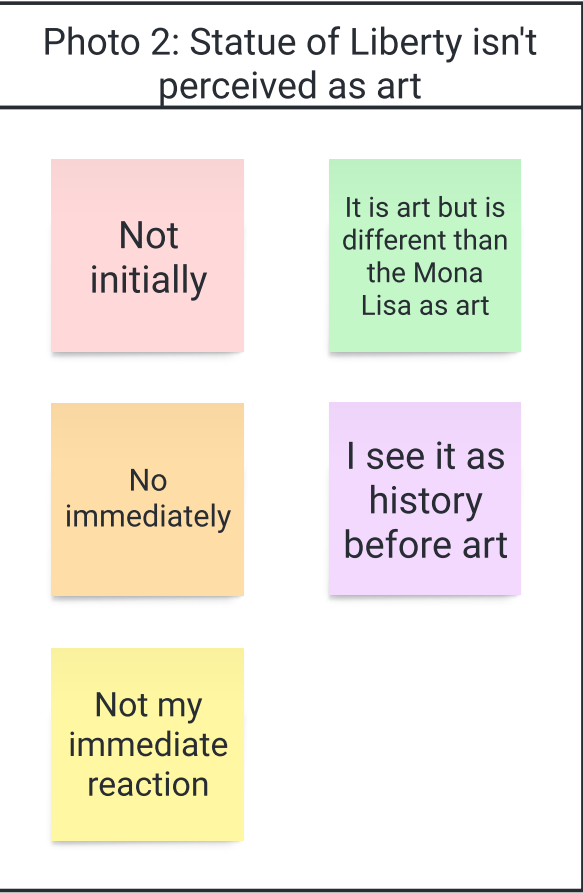 Photo 2: Statue of Liberty isn't
perceived as art
Not
initially
It is art but is
different than
the Mona
Lisa as art
No
immediately
I see it as
history
before art
Not my
immediate
reaction